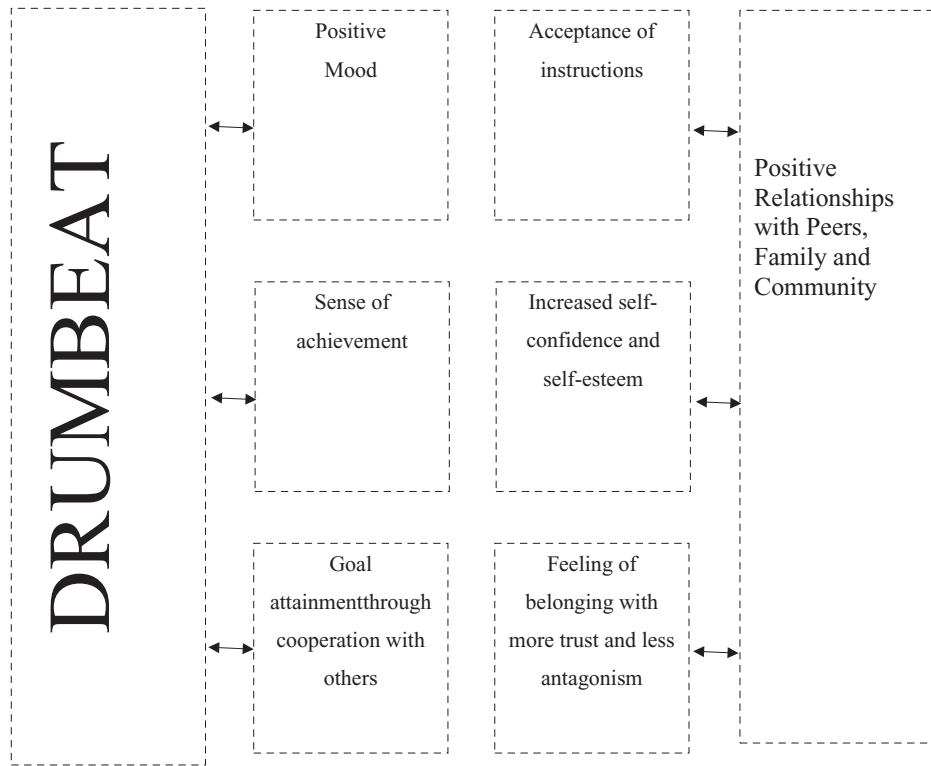 DRUMBEAT
Positive
Mood
Acceptance of
instructions
Sense of
achievement
Increased self-
confidence and
self-esteem
Goal
attainmentthrough
cooperation with
others
Feeling of
belonging with
more trust and less
antagonism
Positive
Relationships
with Peers,
Family and
Community